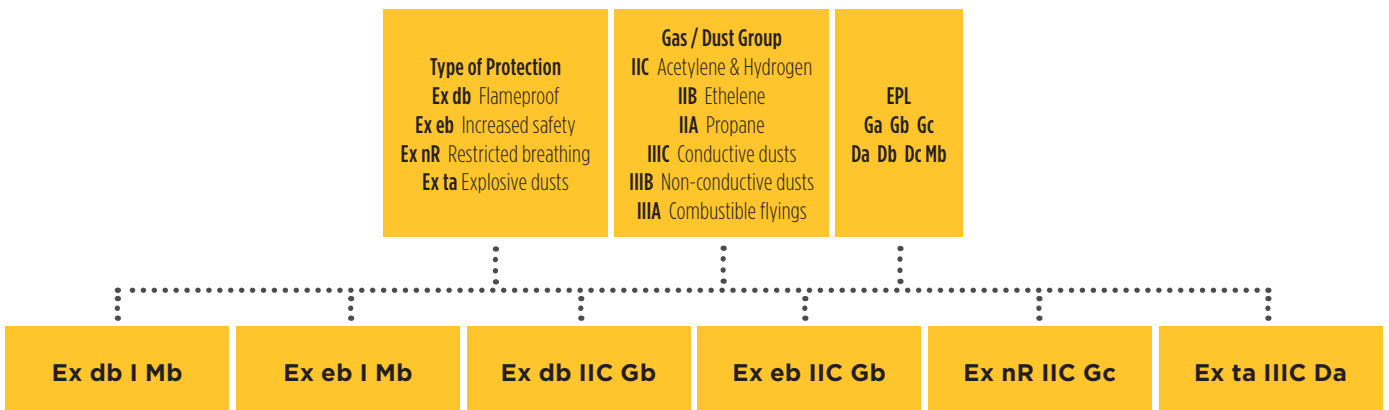 Type of Protection
Ex db Flameproof
Ex eb Increased safety
Ex nR Restricted breathing
Ex ta Explosive dusts
Gas / Dust Group
IIC Acetylene & Hydrogen
IIB Ethelene
IIA Propane
IIIC Conductive dusts
IIIB Non-conductive dusts
IIIA Combustible flyings
EPL
Ga Gb Gc
Da Db Dc Mb
Ex db I Mb
Ex eb I Mb
Ex db IIC Gb
Ex eb IIC Gb
Ex nR IIC Gc
Ex ta IIIC Da